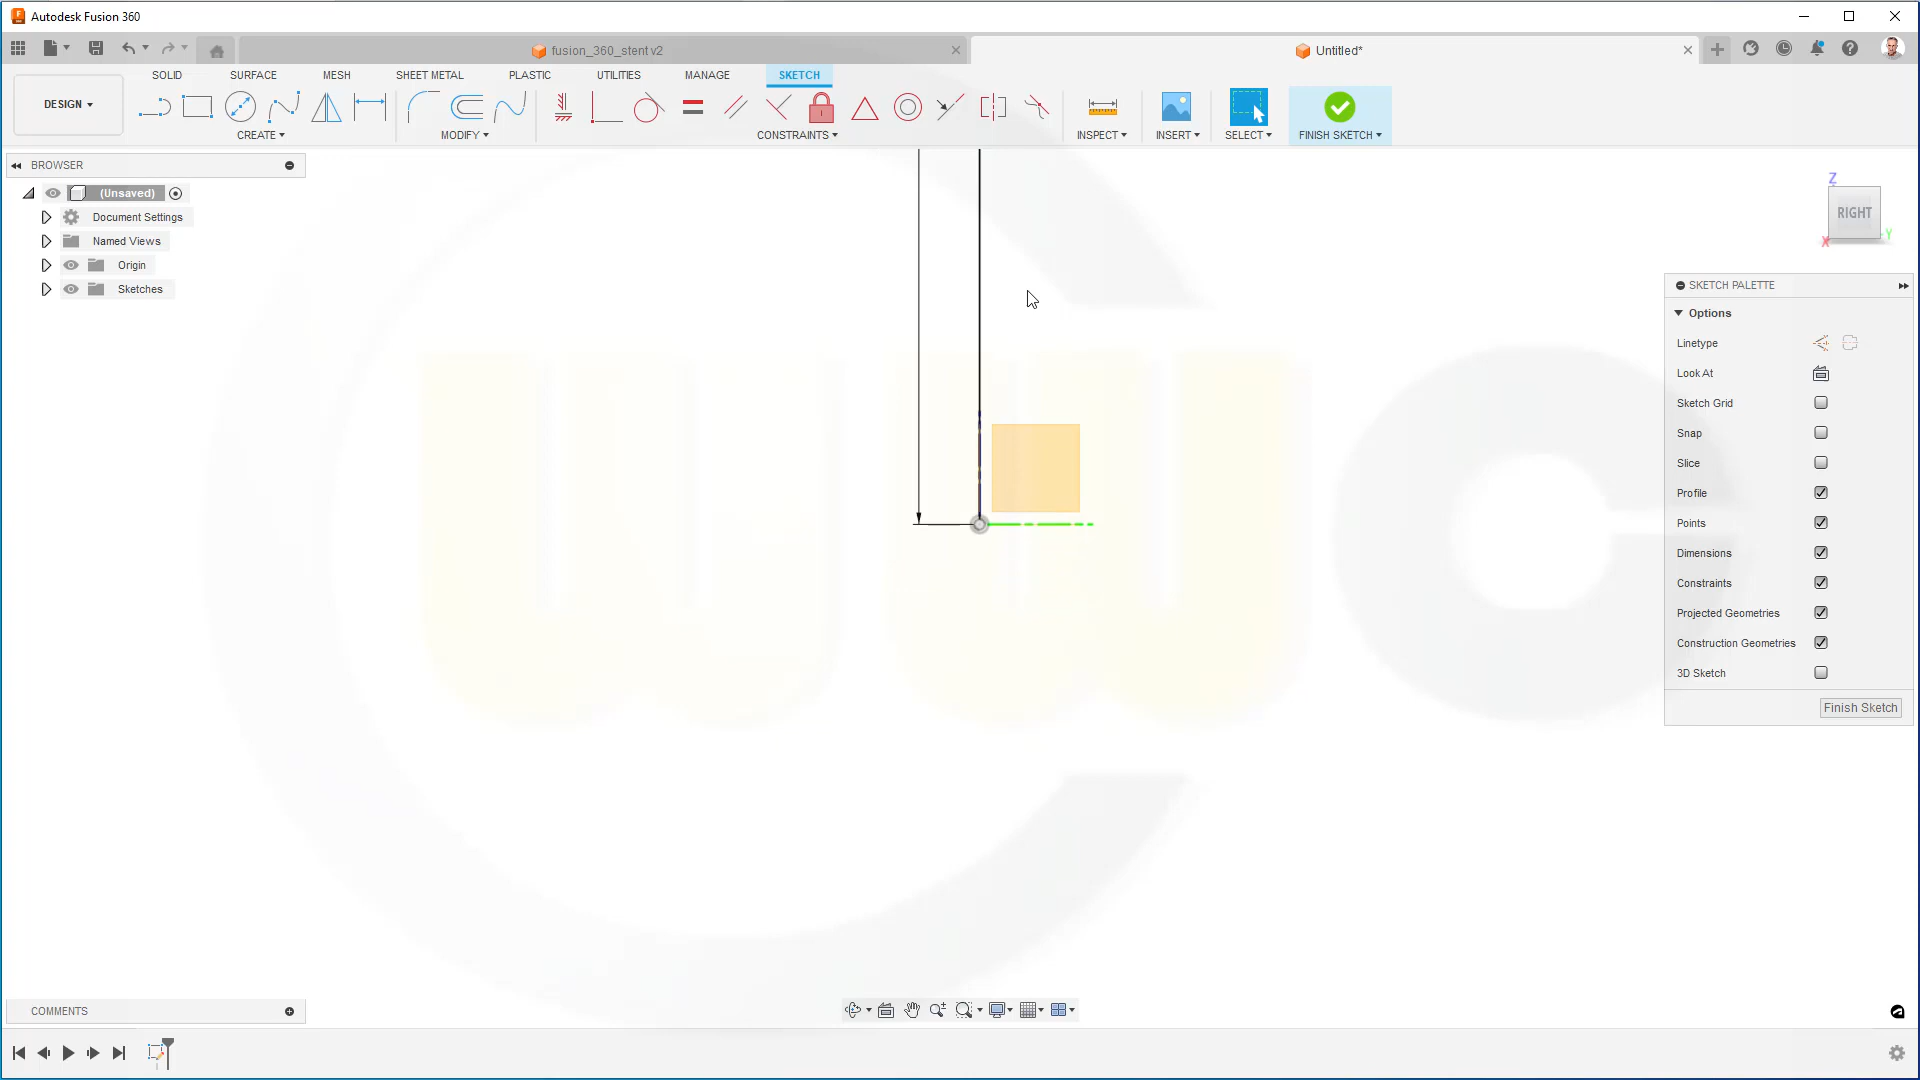 Autodesk Fusion 360
fusion_360_stent v2
Untitled*
SOLID SURFACE MESH SHEET METAL PLASTIC UTILITIES MANAGE SKETCH
DESIGN
CREATE MODIFY CONSTRAINTS INSPECT INSERT SELECT FINISH SKETCH
BROWSER
(Unsaved)
Document Settings
Named Views
Origin
Sketches
Z
RIGHT
X
Y
SKETCH PALETTE
Options
Linetype
Look At
Sketch Grid
Snap
Slice
Profile
Points
Dimensions
Constraints
Projected Geometries
Construction Geometries
3D Sketch
Finish Sketch
COMMENTS